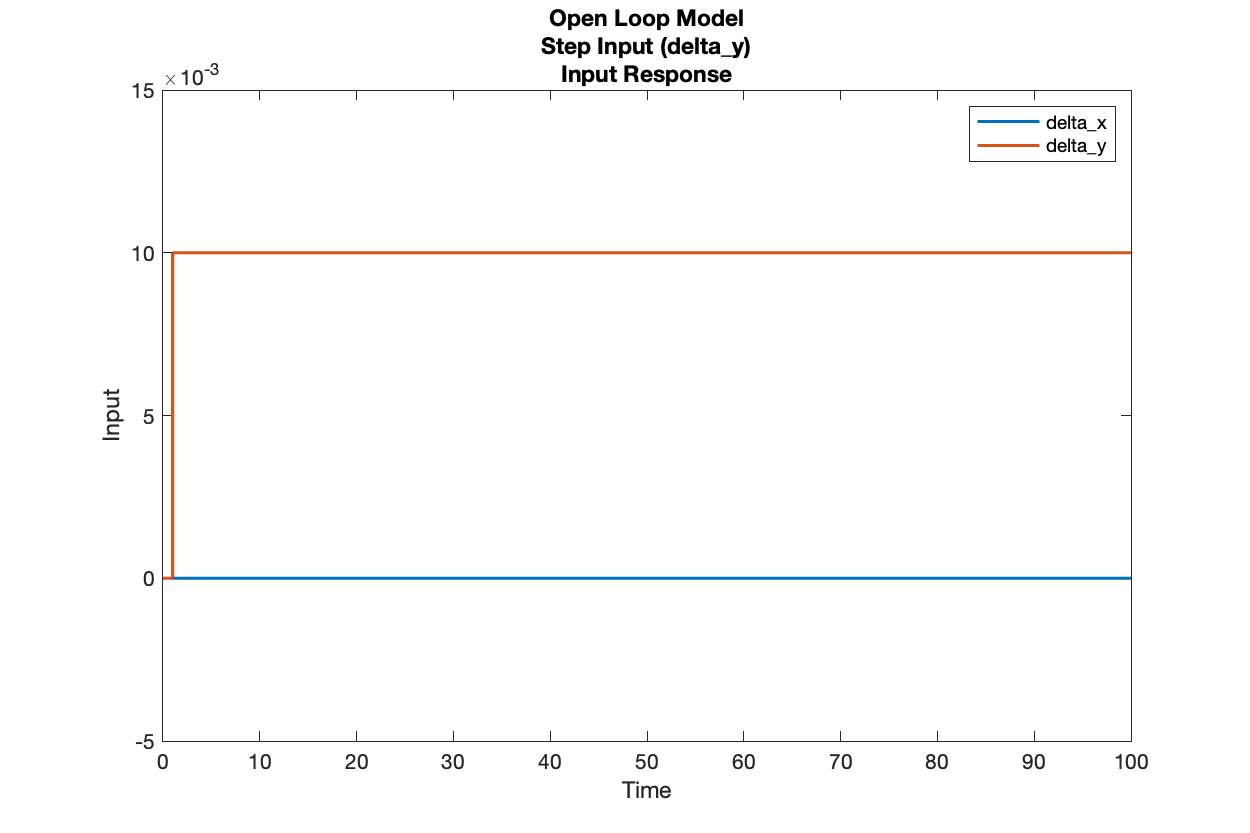 Open Loop Model
Step Input (delta_y)
Input Response
×10-3
15
10
5
0
-5
Input
delta_x
delta_y
0 10 20 30 40 50 60 70 80 90 100
Time